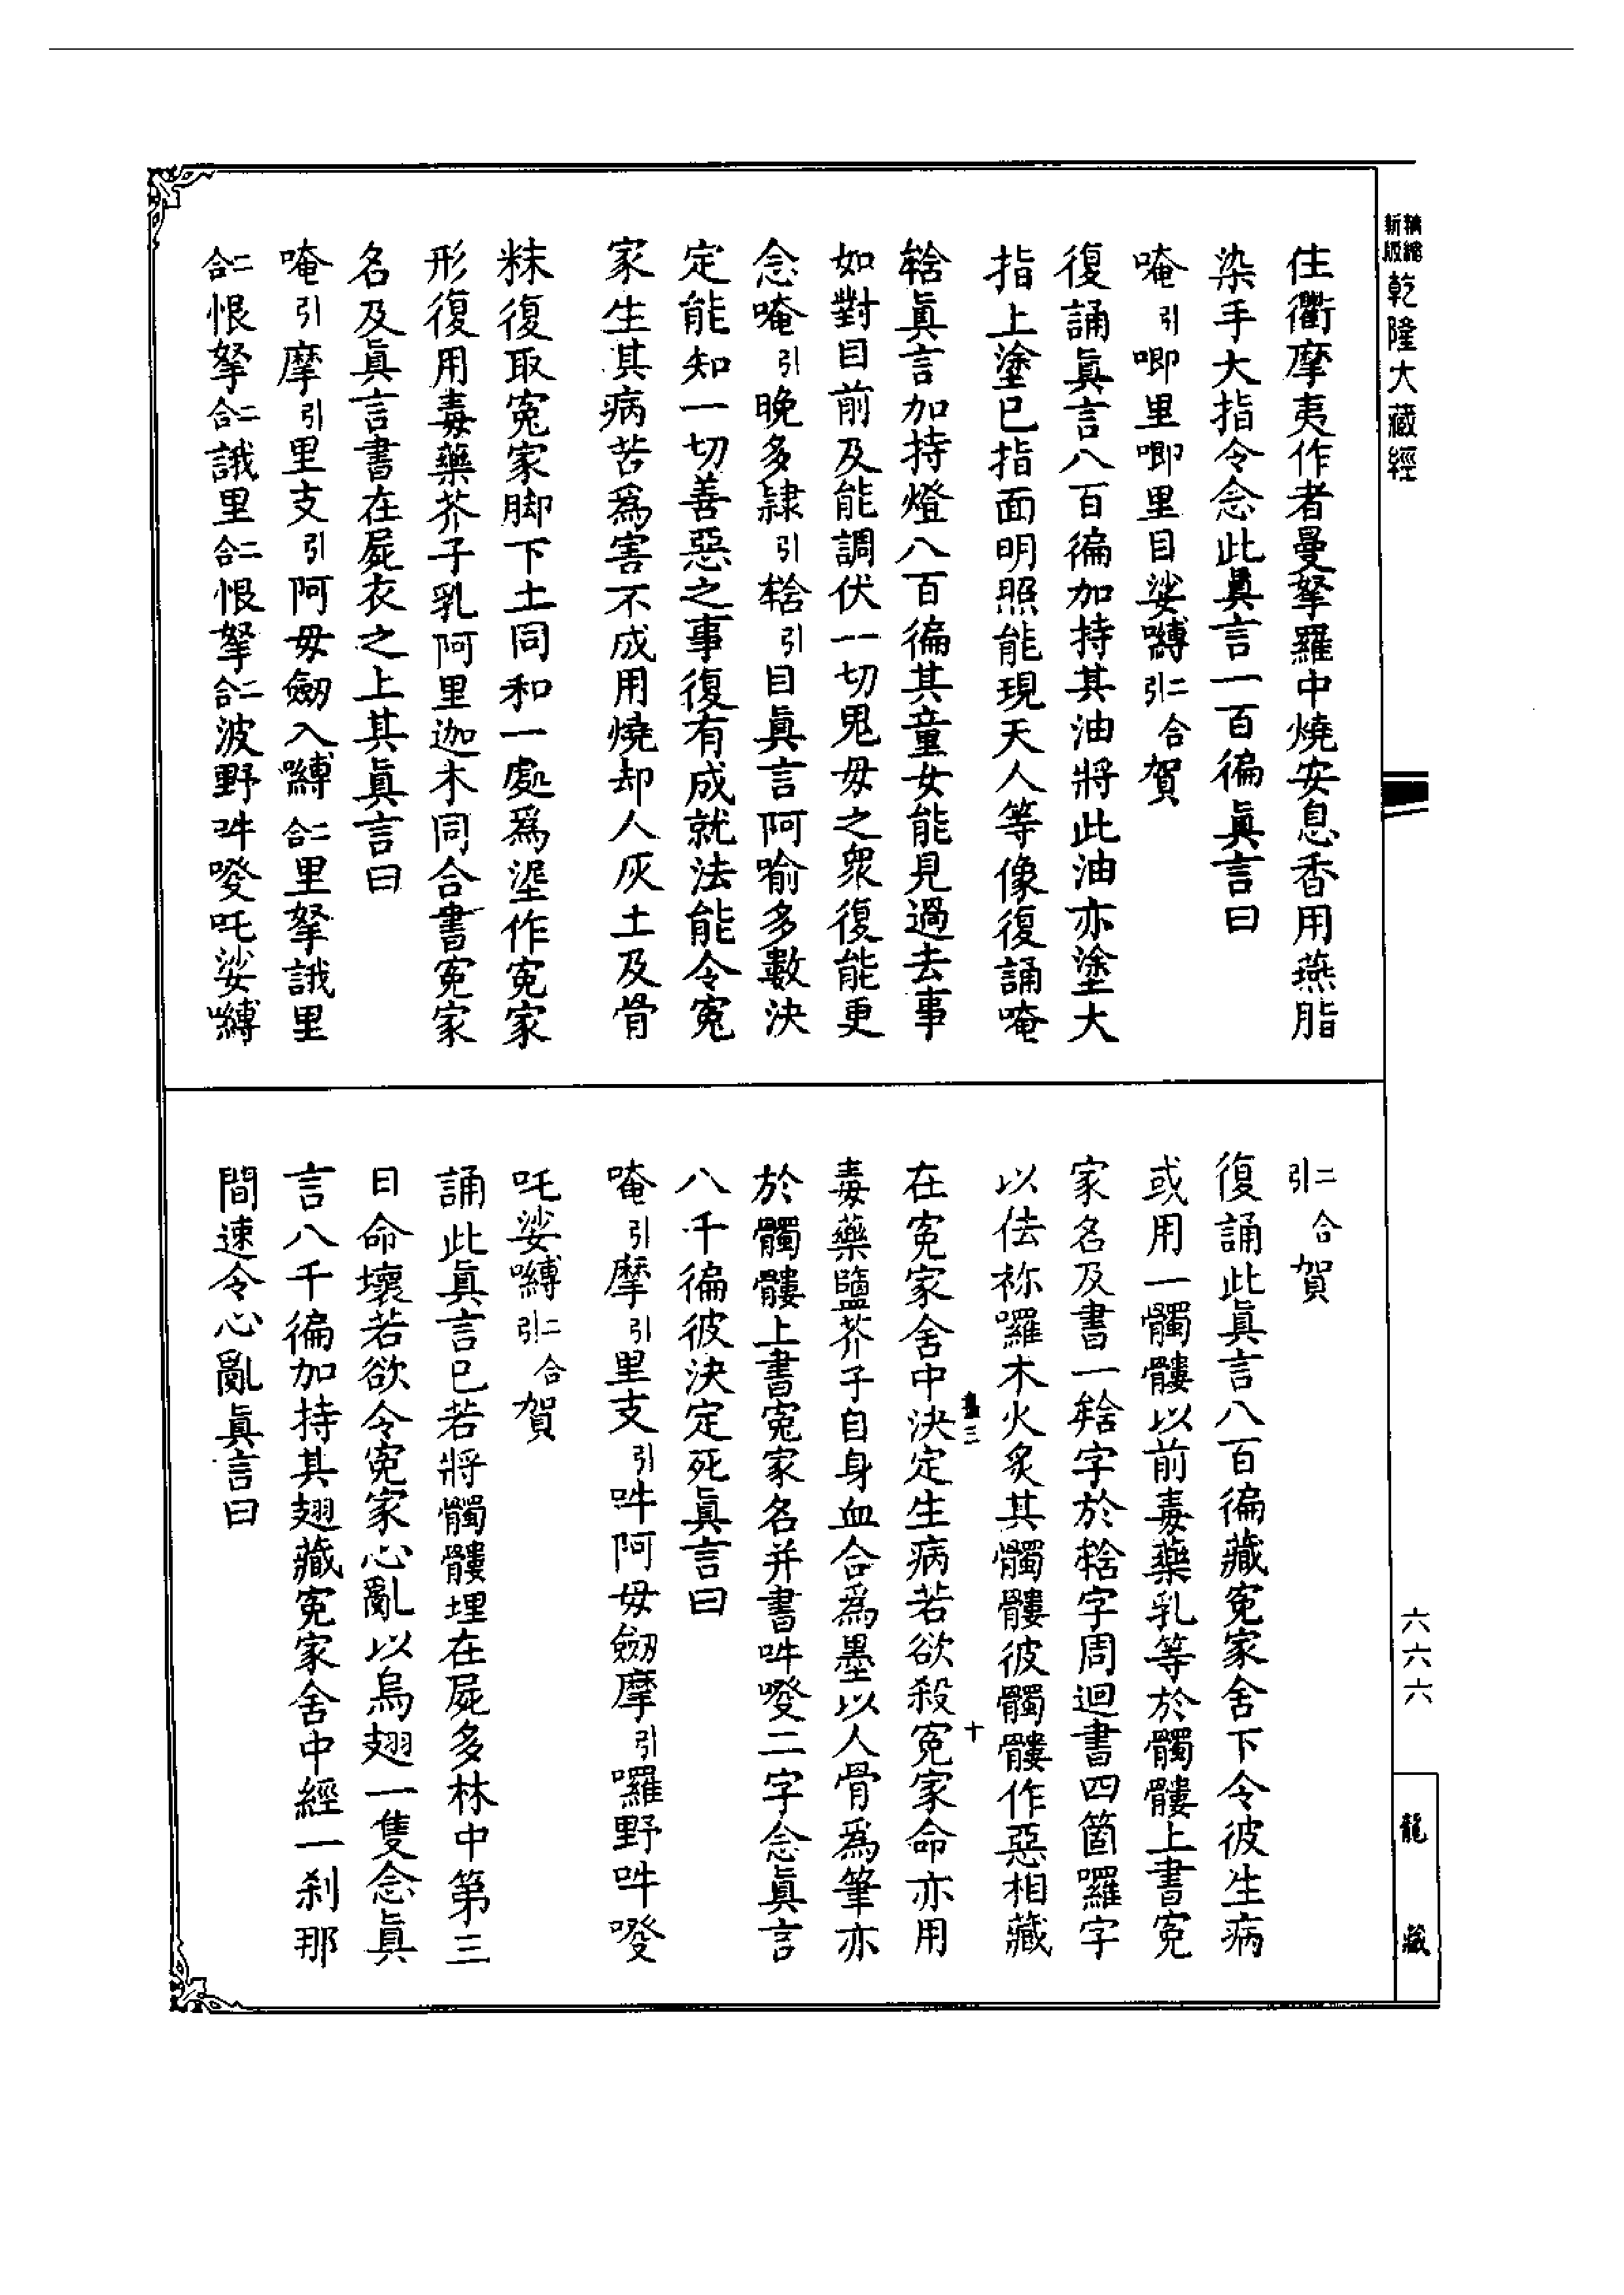 新版 精縮
乾隆大藏經
住衢摩夷作者曼拏羅中燒安息香用燕脂
染手大指令念此眞言一百徧眞言曰
唵引唧里唧里目娑嚩二合引賀
復誦眞言八百徧加持其油將此油亦塗大
指上塗已指面明照能現天人等像復誦唵
𤚥眞言加持燈八百徧其童女能見過去事
如對目前及能調伏一切鬼毋之衆復能更
念唵引晚多隷引𤚥引目眞言阿喻多數決
定能知一切善惡之事復有成就法能令寃
家生其病苦爲害不成用燒却人灰土及骨
粖復取寃家脚下土同和一處爲埿作寃家
形復用毒藥芥子乳阿里迦木同合書寃家
名及眞言書在屍衣之上其眞言曰
唵引摩引里支引阿毋劒入嚩二合里拏誐里
二合恨拏二合誐里二合恨拏二合波野吽㗶吒娑嚩
二合引賀
復誦此眞言八百徧藏寃家舍下令彼生病
或用一髑髏以前毒藥乳等於髑髏上書寃
家名及書一𤚥字於𤚥字周迴書四箇囉字
以佉祢囉木火炙其髑髏彼髑髏作惡相藏
在寃家舍中決定生病若欲殺寃家命亦用
毒藥鹽芥子自身血合爲墨以人骨爲筆亦
於髑髏上書寃家名并書吽㗶二字念眞言
八千徧彼決定死眞言曰
唵引摩引里支引吽阿毋劒摩引囉野吽㗶
吒娑嚩二合引賀
誦此眞言已若將髑髏埋在屍多林中第三
日命壞若欲令寃家心亂以烏翅一隻念眞
言八千徧加持其翅藏寃家舍中經一刹那
間速令心亂眞言曰
三
十
六六六
龍藏